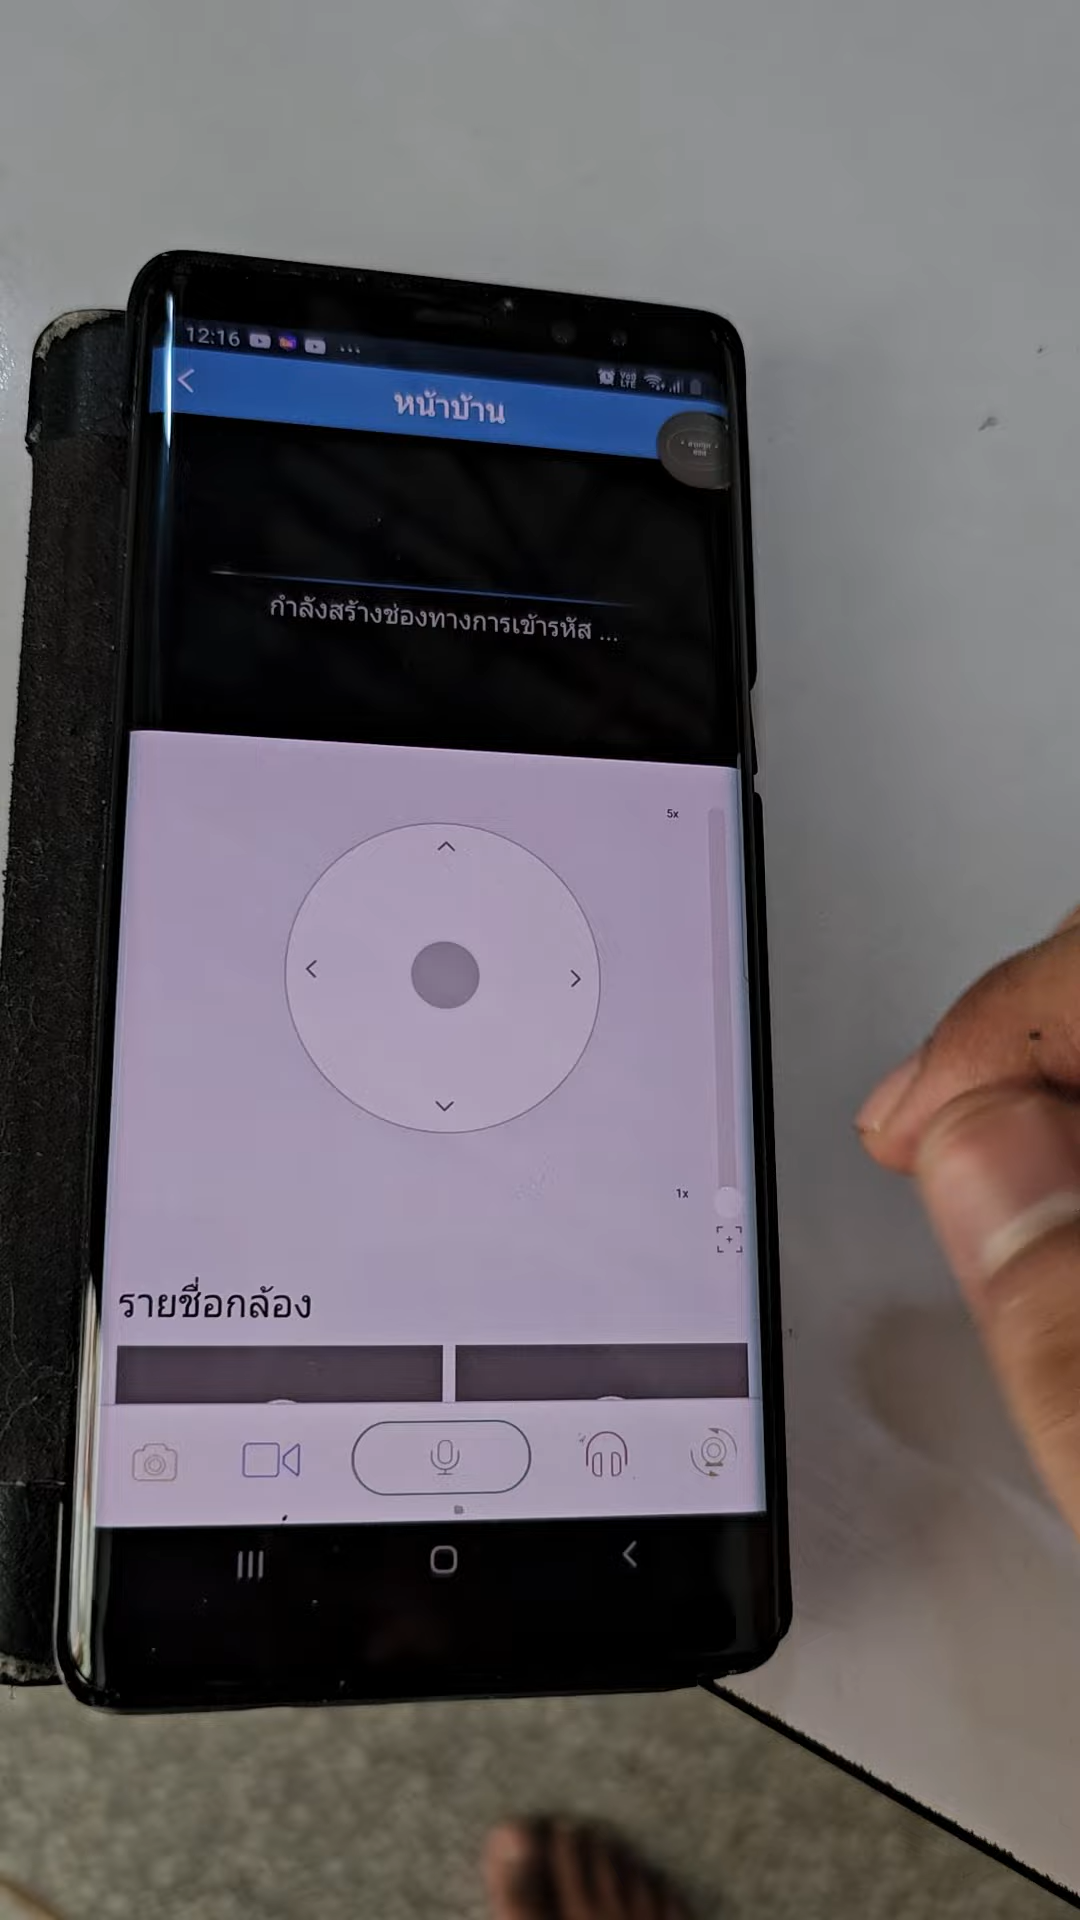 12:16
หน้าบ้าน
กำลังสร้างช่องทางการเข้ารหัส ...
5x
1x
รายชื่อกล้อง